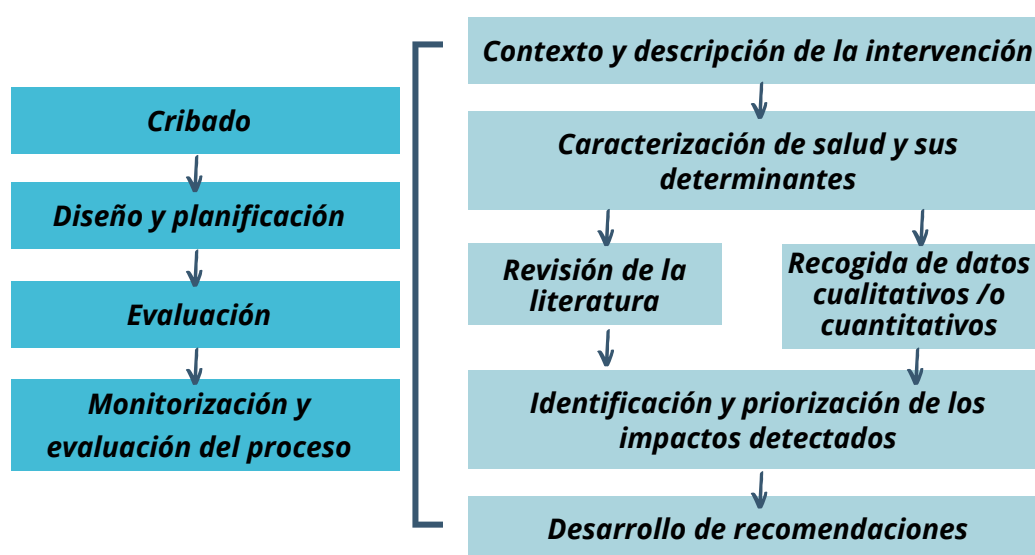 Cribado
Diseño y planificación
Evaluación
Monitorización y
evaluación del proceso
Contexto y descripción de la intervención
Caracterización de salud y sus
determinantes
Revisión de la
literatura
Recogida de datos
cualitativos /o
cuantitativos
Identificación y priorización de los
impactos detectados
Desarrollo de recomendaciones